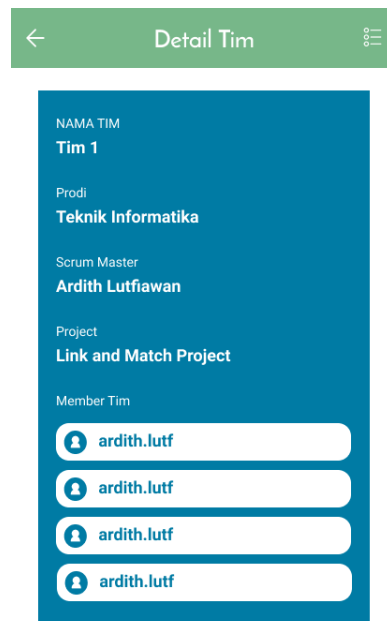 Detail Tim
NAMA TIM
Tim 1
Prodi
Teknik Informatika
Scrum Master
Ardith Lutfiawan
Project
Link and Match Project
Member Tim
ardith.lutf
ardith.lutf
ardith.lutf
ardith.lutf